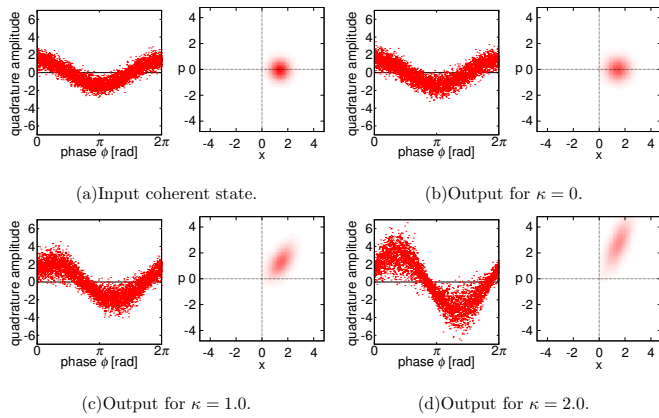 quadrature amplitude
6
4
2
0
-2
-4
-6
0 π 2π
phase ϕ [rad]
4
2
p 0
-2
-4
-4 -2 0 2 4
x
(a)Input coherent state.
quadrature amplitude
6
4
2
0
-2
-4
-6
0 π 2π
phase ϕ [rad]
4
2
p 0
-2
-4
-4 -2 0 2 4
x
(b)Output for κ = 0.
quadrature amplitude
6
4
2
0
-2
-4
-6
0 π 2π
phase ϕ [rad]
4
2
p 0
-2
-4
-4 -2 0 2 4
x
(c)Output for κ = 1.0.
quadrature amplitude
6
4
2
0
-2
-4
-6
0 π 2π
phase ϕ [rad]
4
2
p 0
-2
-4
-4 -2 0 2 4
x
(d)Output for κ = 2.0.